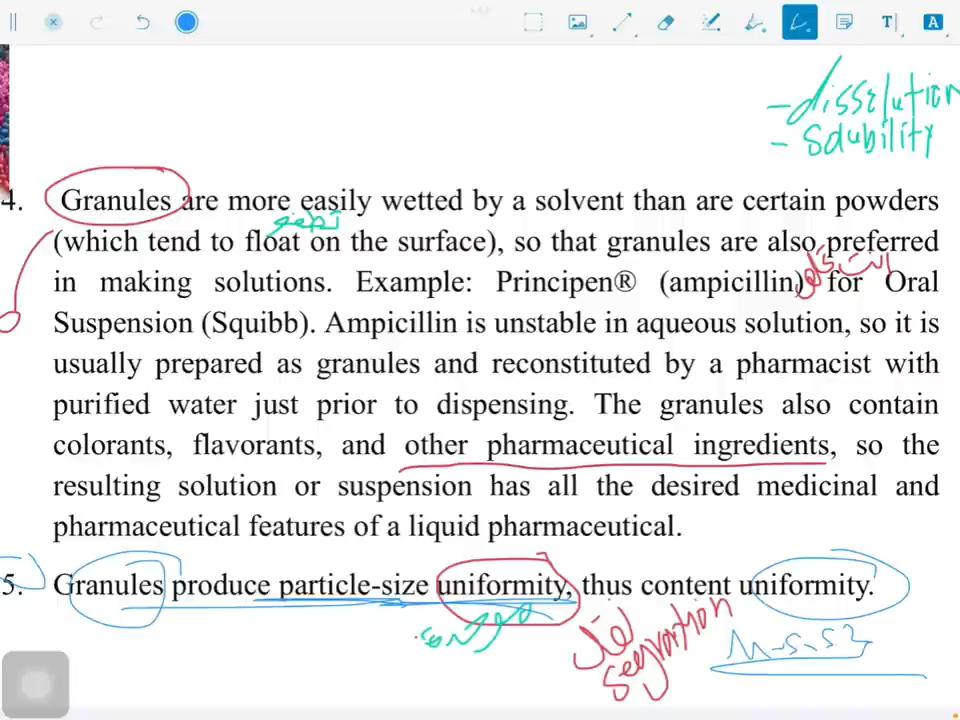 - dissolution
- Solubility
4. Granules are more easily wetted by a solvent than are certain powders
(which tend to float on the surface), so that granules are also preferred
in making solutions. Example: Principen® (ampicillin) for Oral
Suspension (Squibb). Ampicillin is unstable in aqueous solution, so it is
usually prepared as granules and reconstituted by a pharmacist with
purified water just prior to dispensing. The granules also contain
colorants, flavorants, and other pharmaceutical ingredients, so the
resulting solution or suspension has all the desired medicinal and
pharmaceutical features of a liquid pharmaceutical.
5. Granules produce particle-size uniformity, thus content uniformity.